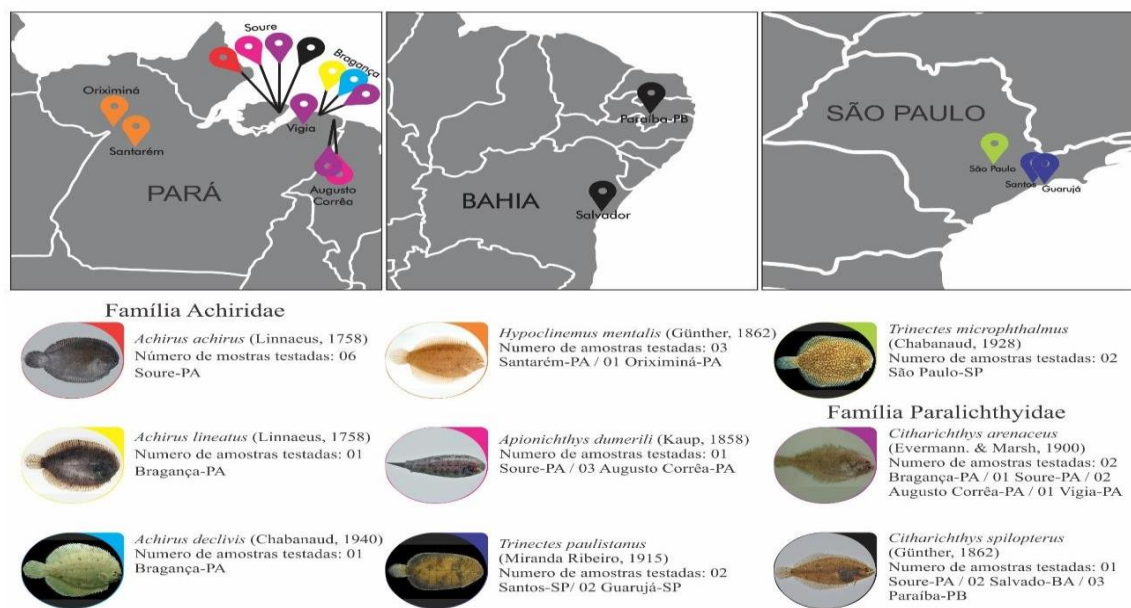 Soure
Bragança
Oriximiná
Santarém
Vigia
Augusto
Corrêa
PARÁ
Paraíba-PB
BAHIA
Salvador
SÃO PAULO
São Paulo
Santos
Guarujá
Família Achiridae
Achirus achirus (Linnaeus, 1758)
Número de mostras testadas: 06
Soure-PA
Achirus lineatus (Linnaeus, 1758)
Numero de amostras testadas: 01
Bragança-PA
Achirus declivis (Chabanaud, 1940)
Numero de amostras testadas: 01
Bragança-PA
Hypoclinemus mentalis (Günther, 1862)
Numero de amostras testadas: 03
Santarém-PA / 01 Oriximiná-PA
Apionichthys dumerili (Kaup, 1858)
Numero de amostras testadas: 01
Soure-PA / 03 Augusto Corrêa-PA
Trinectes paulistanus
(Miranda Ribeiro, 1915)
Numero de amostras testadas: 02
Santos-SP/ 02 Guarujá-SP
Trinectes microphthalmus
(Chabanaud, 1928)
Numero de amostras testadas: 02
São Paulo-SP
Família Paralichthyidae
Citharichthys arenaceus
(Evermann. & Marsh, 1900)
Numero de amostras testadas: 02
Bragança-PA / 01 Soure-PA / 02
Augusto Corrêa-PA / 01 Vigia-PA
Citharichthys spilopterus
(Günther, 1862)
Numero de amostras testadas: 01
Soure-PA / 02 Salvado-BA / 03
Paraíba-PB